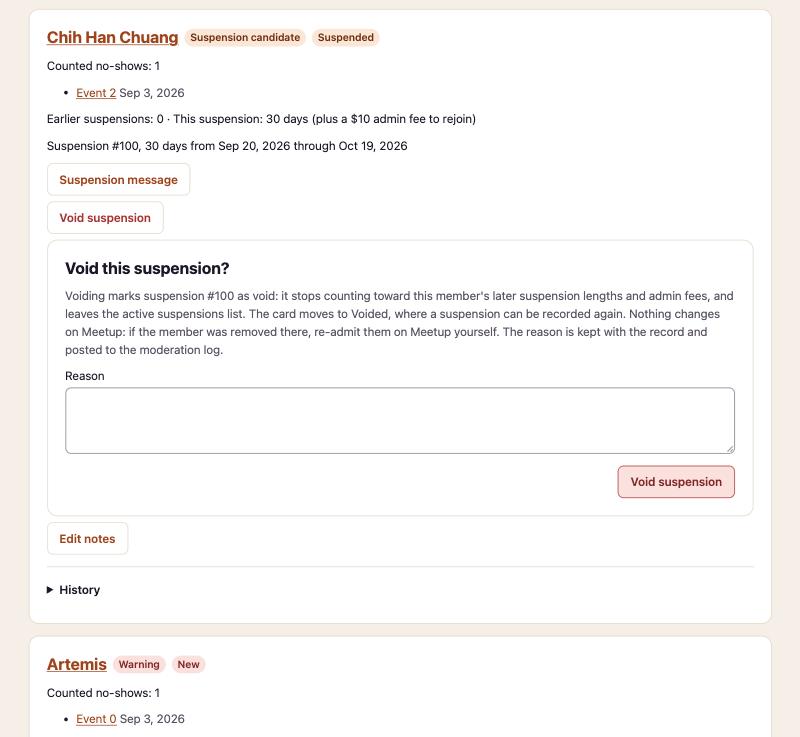 Chih Han Chuang Suspension candidate Suspended
Counted no-shows: 1
• Event 2 Sep 3, 2026
Earlier suspensions: 0 · This suspension: 30 days (plus a $10 admin fee to rejoin)
Suspension #100, 30 days from Sep 20, 2026 through Oct 19, 2026
Suspension message
Void suspension
Void this suspension?
Voiding marks suspension #100 as void: it stops counting toward this member's later suspension lengths and admin fees, and
leaves the active suspensions list. The card moves to Voided, where a suspension can be recorded again. Nothing changes
on Meetup: if the member was removed there, re-admit them on Meetup yourself. The reason is kept with the record and
posted to the moderation log.
Reason
Void suspension
Edit notes
History
Artemis Warning New
Counted no-shows: 1
• Event 0 Sep 3, 2026